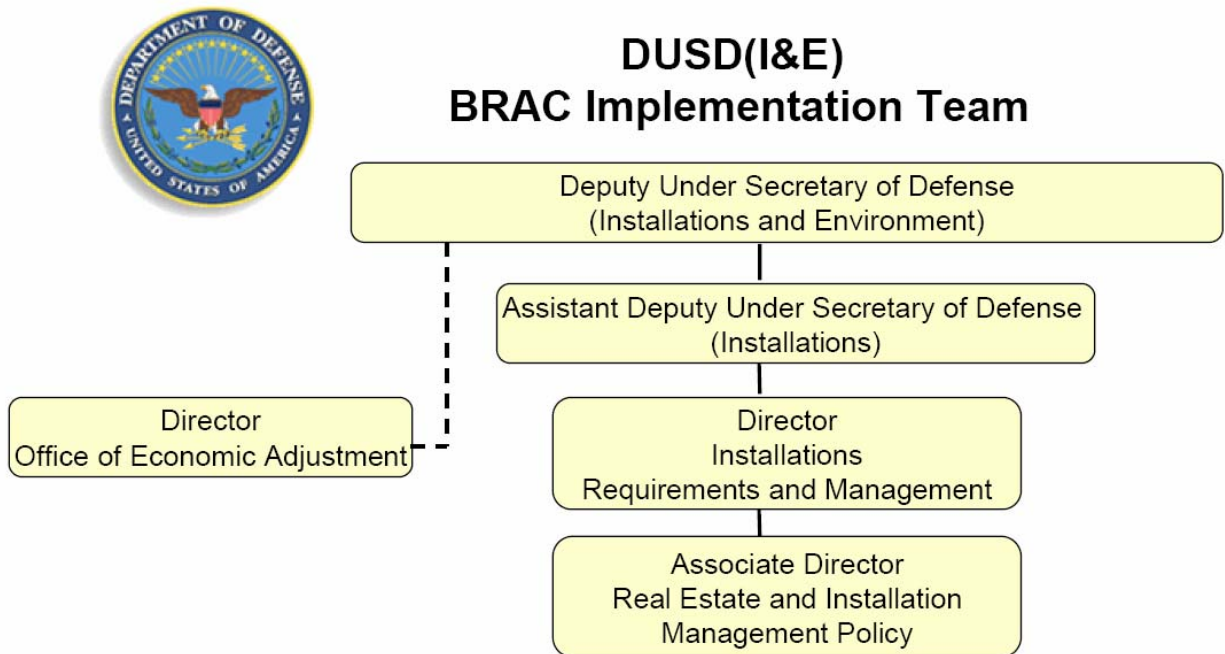 DEPARTMENT OF DEFENSE
UNITED STATES OF AMERICA
DUSD(I&E)
BRAC Implementation Team
Deputy Under Secretary of Defense
(Installations and Environment)
Assistant Deputy Under Secretary of Defense
(Installations)
Director
Office of Economic Adjustment
Director
Installations
Requirements and Management
Associate Director
Real Estate and Installation
Management Policy